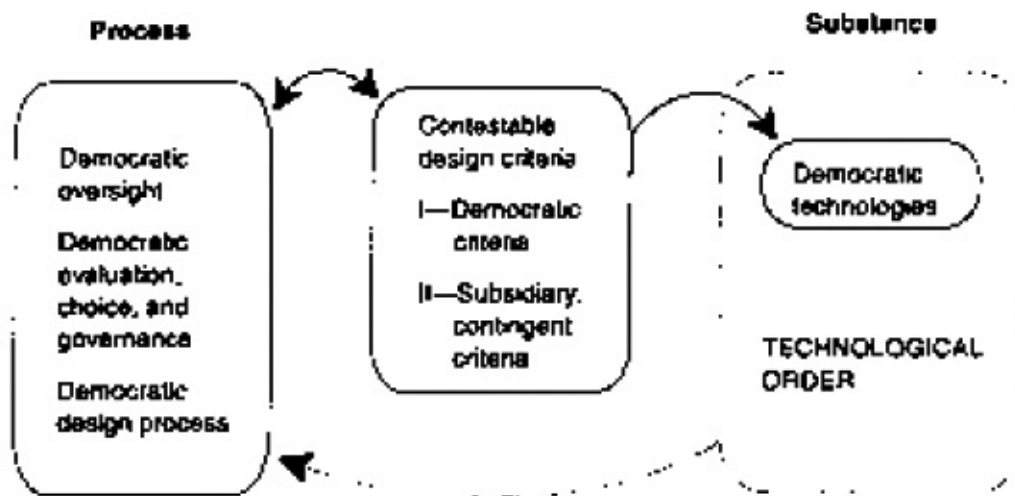 Process
Substance
Democratic
oversight
Democratic
evaluation,
choice, and
governance
Democratic
design process
Contestable
design criteria
I—Democratic
criteria
II—Subsidiary,
contingent
criteria
Democratic
technologies
TECHNOLOGICAL
ORDER